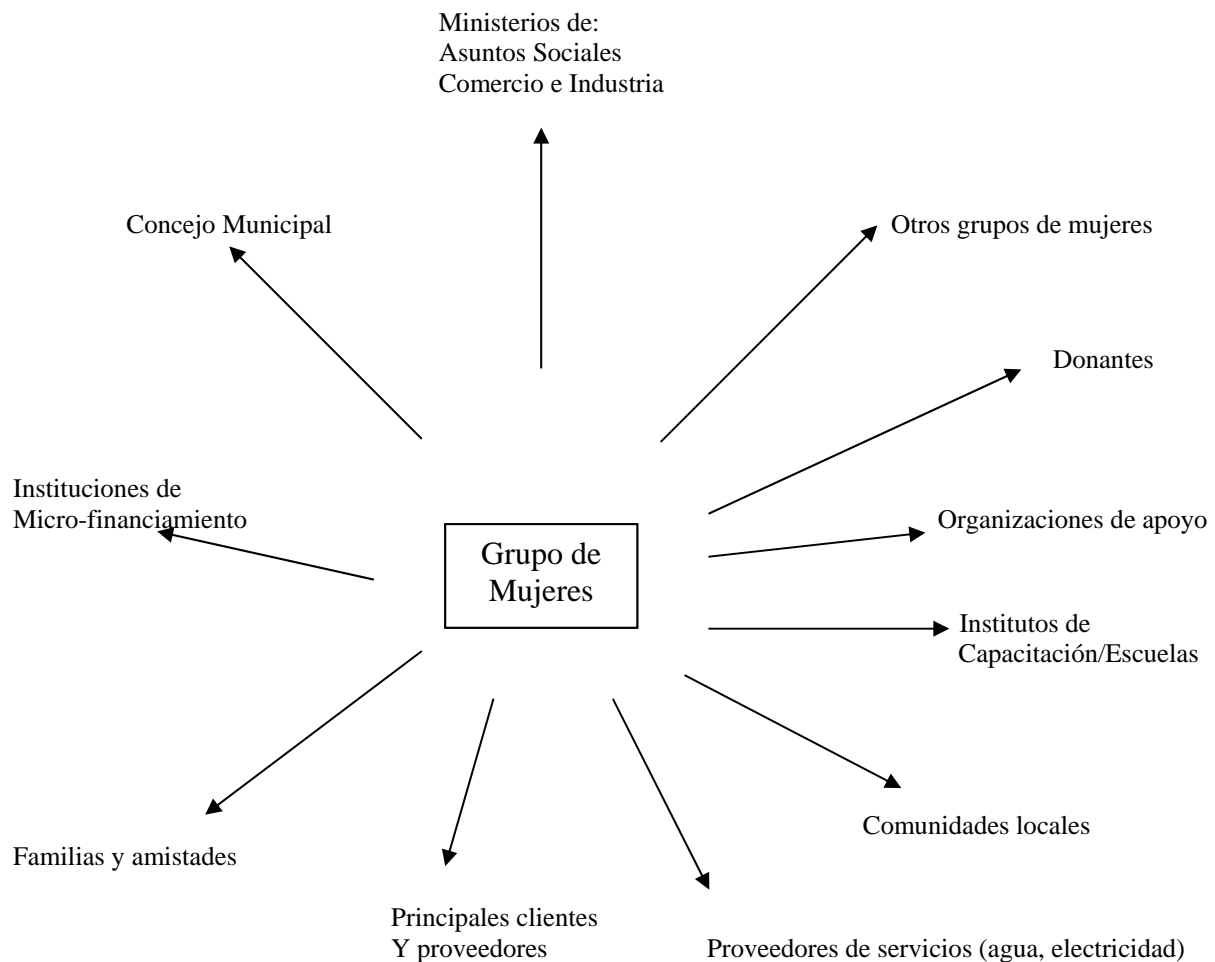 Ministerios de:
Asuntos Sociales
Comercio e Industria
Concejo Municipal
Otros grupos de mujeres
Donantes
Instituciones de
Micro-financiamiento
Organizaciones de apoyo
Grupo de
Mujeres
Institutos de
Capacitación/Escuelas
Comunidades locales
Familias y amistades
Principales clientes
Y proveedores
Proveedores de servicios (agua, electricidad)